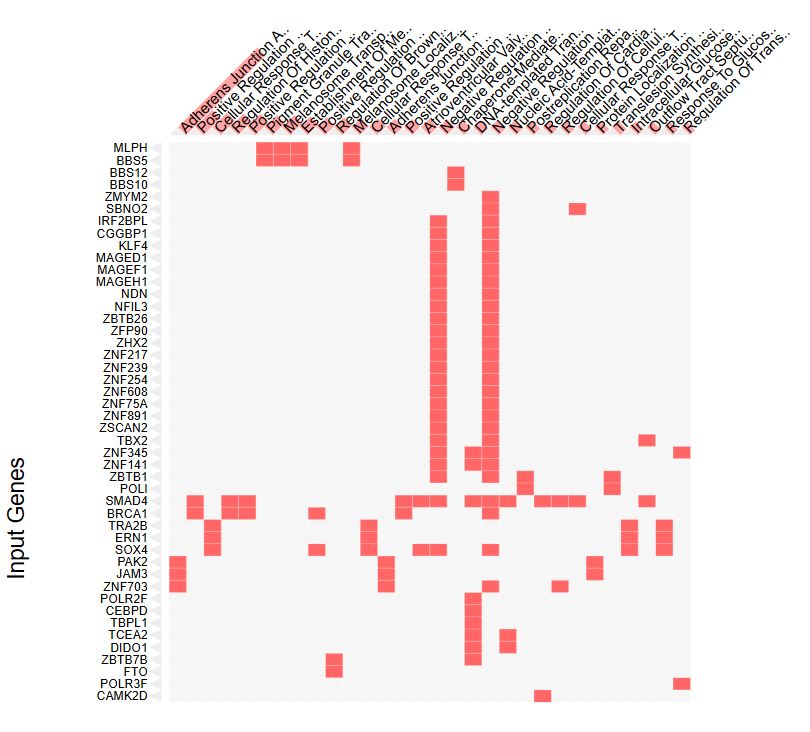 Adherens Junction A..
Positive Regulation ..
Cellular Response T..
Regulation Of Histon..
Positive Regulation ..
Pigment Granule Tra..
Melanosome Transp..
Establishment Of Me..
Positive Regulation ..
Regulation Of Brown..
Melanosome Localiz..
Cellular Response T..
Adherens Junction ..
Positive Regulation ..
Atrioventricular Valv..
Negative Regulation ..
Chaperone-Mediate..
DNA-templated Tran..
Negative Regulation ..
Nucleic Acid-Templat..
Postreplication Repa..
Regulation Of Cardia..
Regulation Of Cellul..
Cellular Response T..
Protein Localization ..
Translesion Synthesi..
Intracellular Glucose..
Outflow Tract Septu..
Response To Glucos..
Regulation Of Trans..
MLPH
BBS5
BBS12
BBS10
ZMYM2
SBNO2
IRF2BPL
CGGBP1
KLF4
MAGED1
MAGEF1
MAGEH1
NDN
NFIL3
ZBTB26
ZFP90
ZHX2
ZNF217
ZNF239
ZNF254
ZNF608
ZNF75A
ZNF891
ZSCAN2
TBX2
ZNF345
ZNF141
ZBTB1
POLI
SMAD4
BRCA1
TRA2B
ERN1
SOX4
PAK2
JAM3
ZNF703
POLR2F
CEBPD
TBPL1
TCEA2
DIDO1
ZBTB7B
FTO
POLR3F
CAMK2D
Input Genes